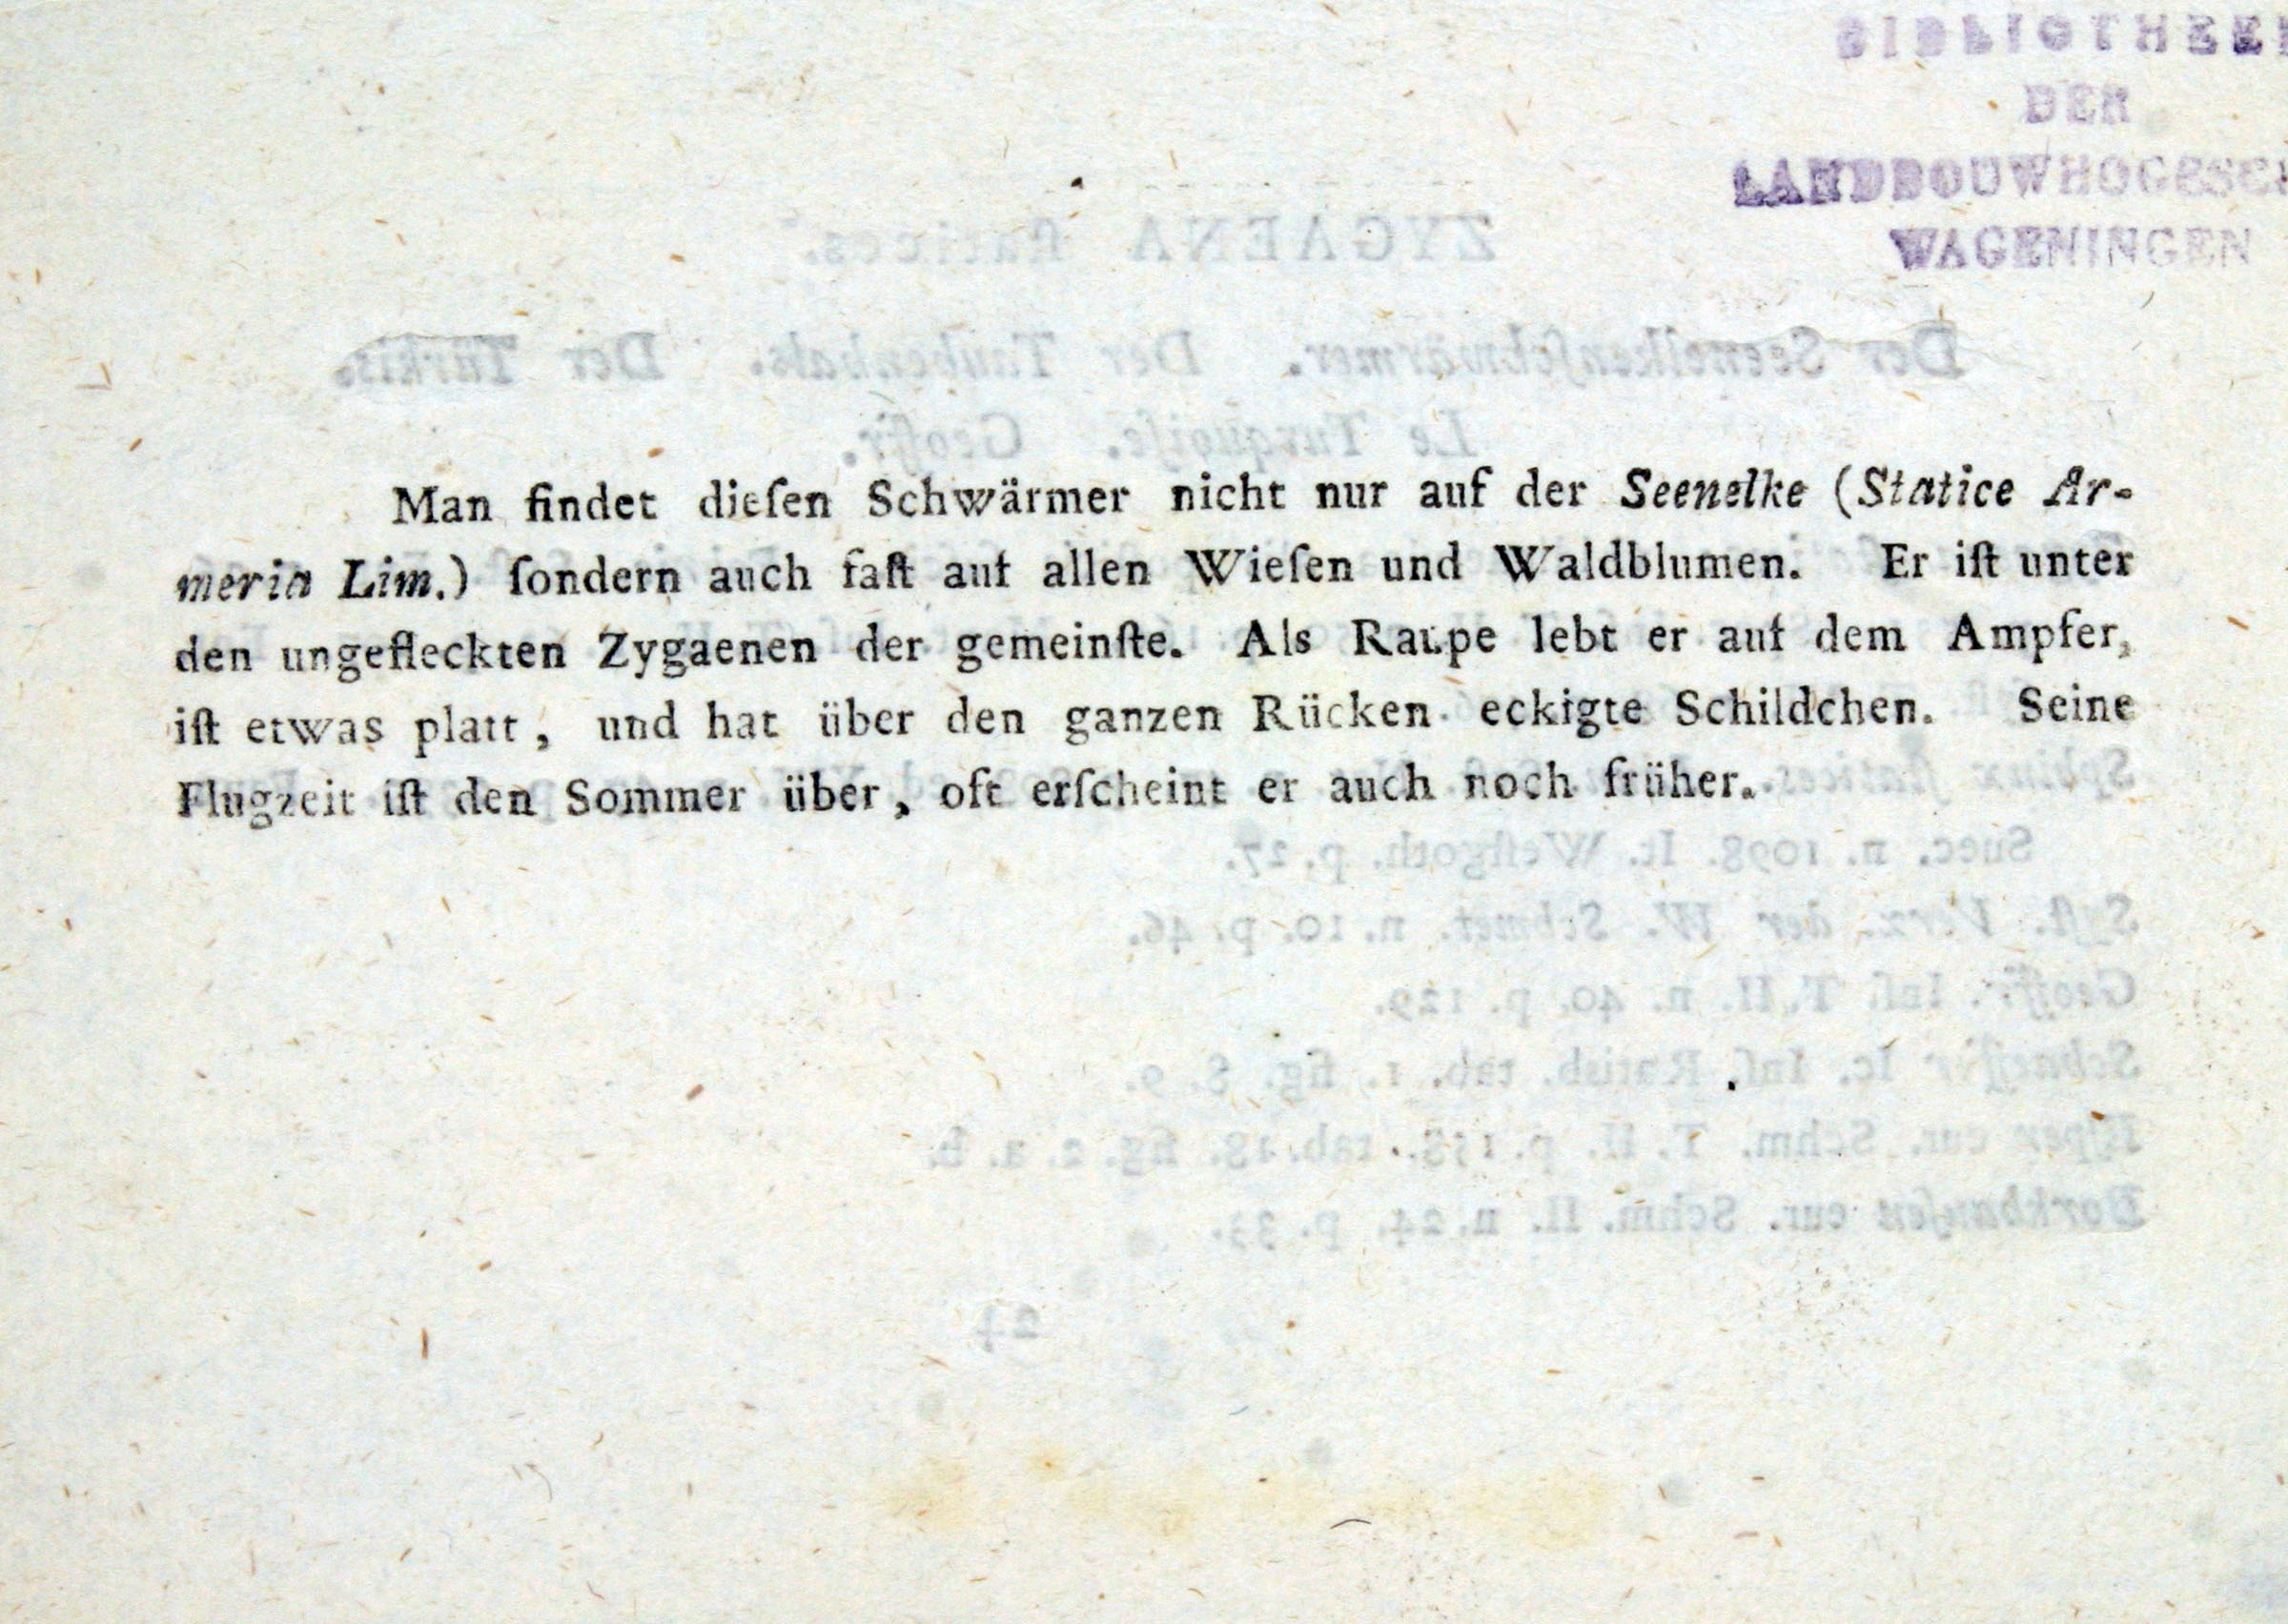 BIBLIOTHEE
DER
LANDBOUWHOGESC
WAGENINGEN
Man findet dieſen Schwärmer nicht nur auf der Seenelke (Statice Ar-
meria Lim.) ſondern auch faſt auf allen Wieſen und Waldblumen. Er iſt unter
den ungefleckten Zygaenen der gemeinſte. Als Raupe lebt er auf dem Ampfer,
iſt etwas platt, und hat über den ganzen Rücken eckigte Schildchen. Seine
Flugzeit iſt den Sommer über, oft erſcheint er auch noch früher.